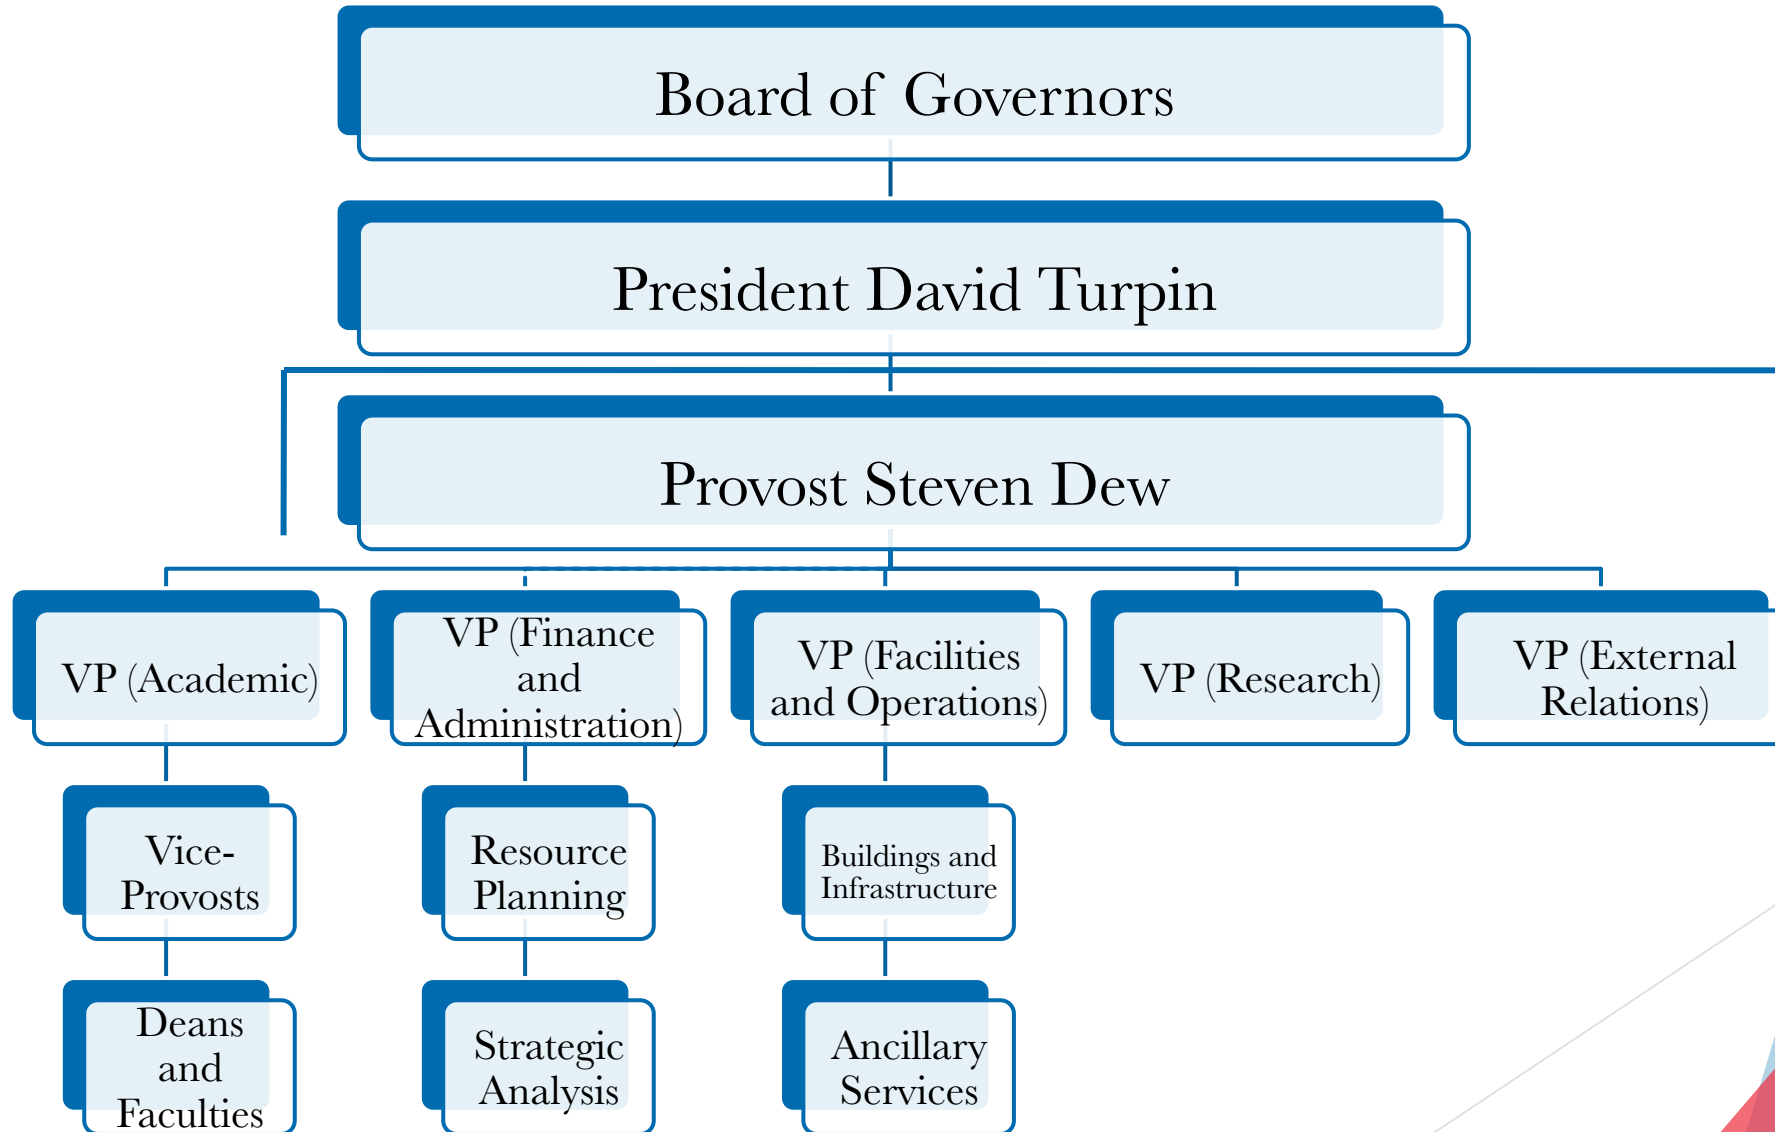 Board of Governors
President David Turpin
Provost Steven Dew
VP (Academic)
VP (Finance
and
Administration)
VP (Facilities
and Operations)
VP (Research)
VP (External
Relations)
Vice-
Provosts
Resource
Planning
Buildings and
Infrastructure
Deans
and
Faculties
Strategic
Analysis
Ancillary
Services